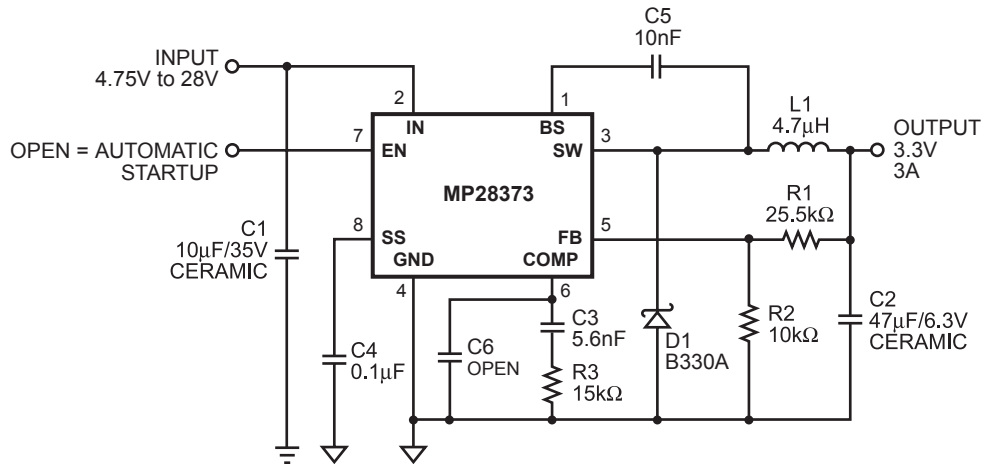 C5
10nF
INPUT
4.75V to 28V
2
1
IN
BS
L1
4.7µH
7
3
EN
SW
OPEN = AUTOMATIC
STARTUP
OUTPUT
3.3V
3A
MP28373
R1
25.5kΩ
8
5
SS
FB
C1
10µF/35V
CERAMIC
GND
COMP
4
6
C2
47µF/6.3V
CERAMIC
R2
10kΩ
C3
5.6nF
D1
B330A
C4
0.1µF
C6
OPEN
R3
15kΩ